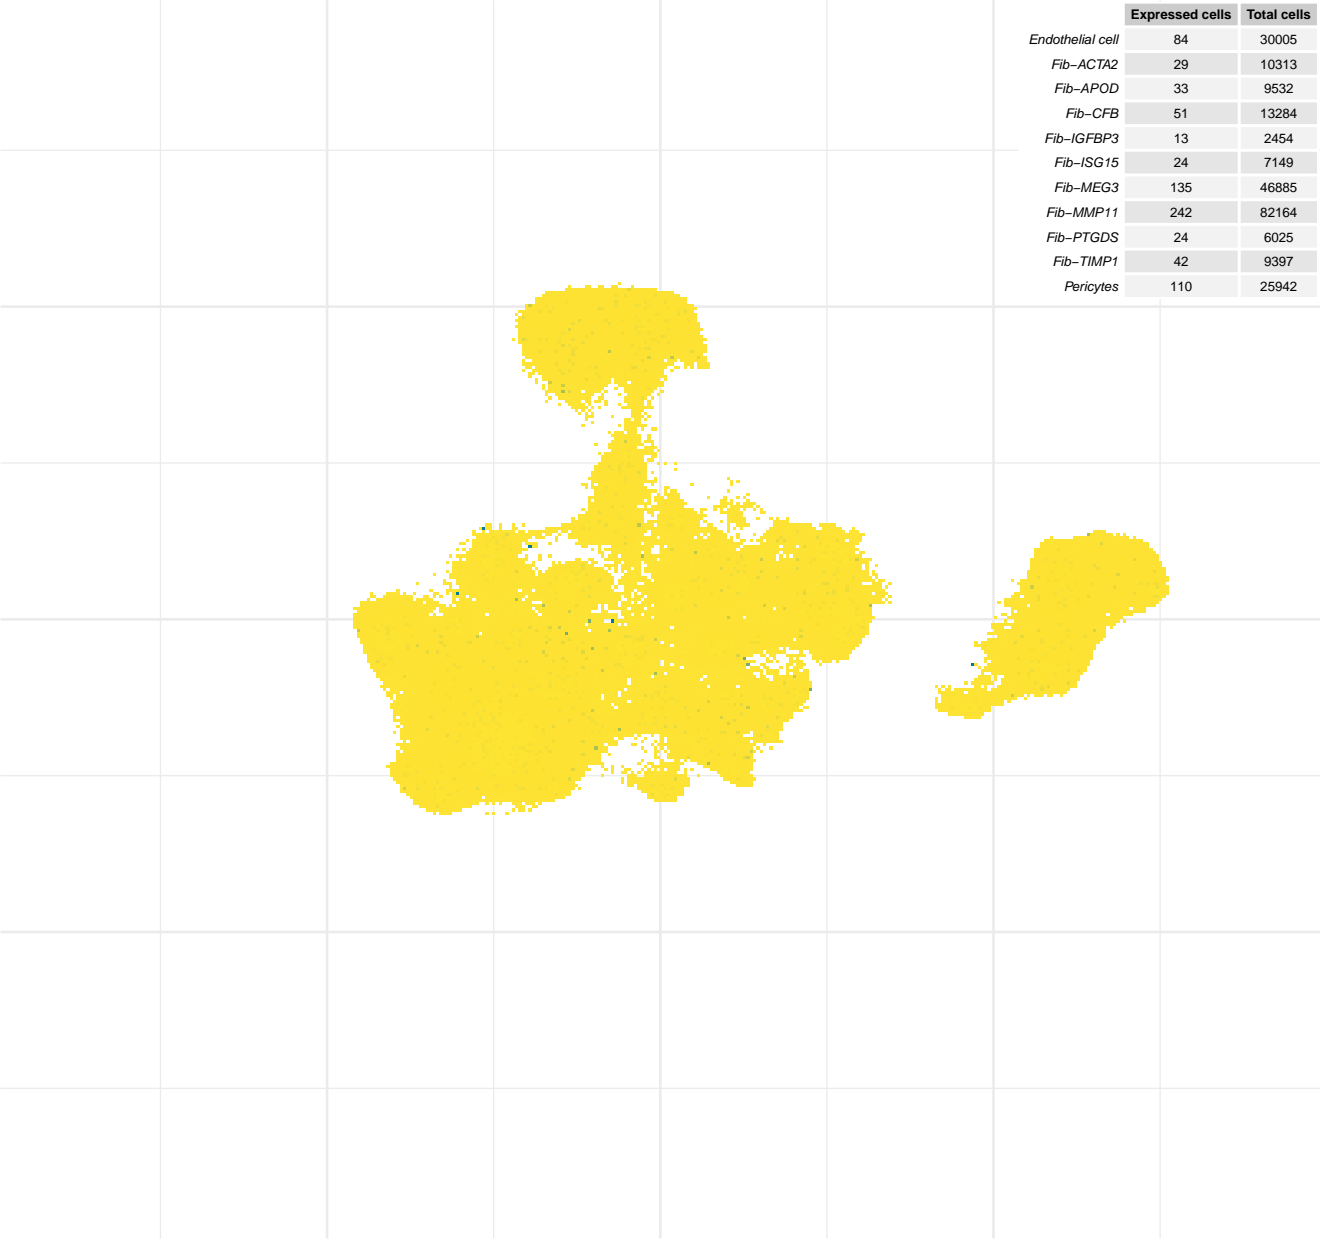 Expressed cells Total cells
Endothelial cell 84 30005
Fib−ACTA2 29 10313
Fib−APOD 33 9532
Fib−CFB 51 13284
Fib−IGFBP3 13 2454
Fib−ISG15 24 7149
Fib−MEG3 135 46885
Fib−MMP11 242 82164
Fib−PTGDS 24 6025
Fib−TIMP1 42 9397
Pericytes 110 25942